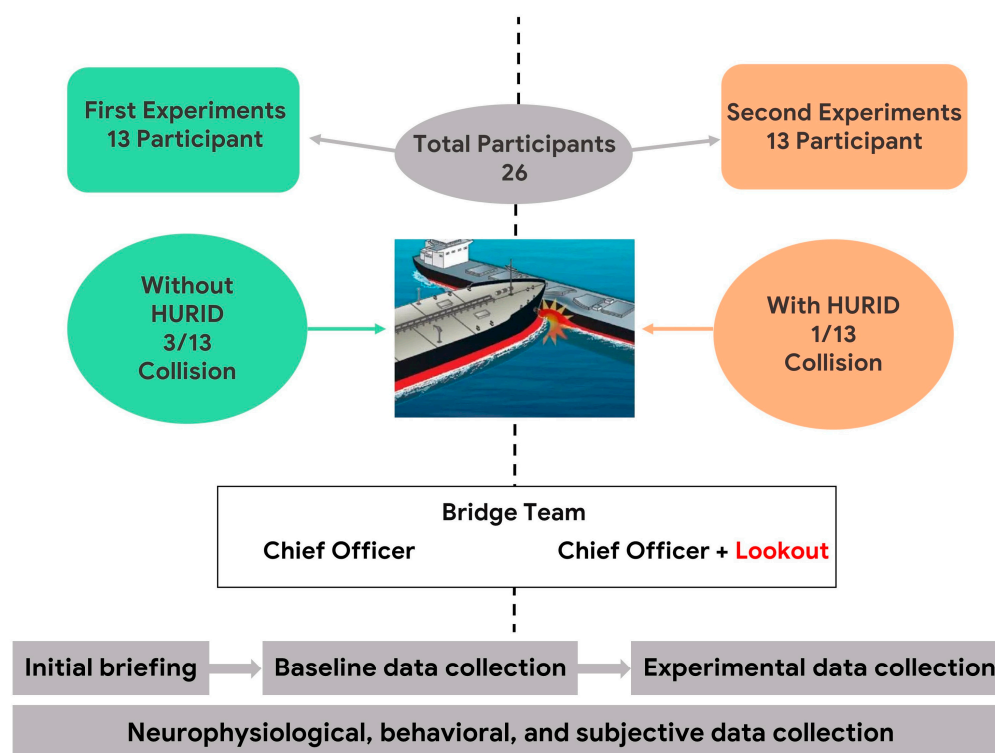 First Experiments
13 Participant
Total Participants
26
Second Experiments
13 Participant
Without
HURID
3/13
Collision
With HURID
1/13
Collision
Bridge Team
Chief Officer
Chief Officer + Lookout
Initial briefing
Baseline data collection
Experimental data collection
Neurophysiological, behavioral, and subjective data collection